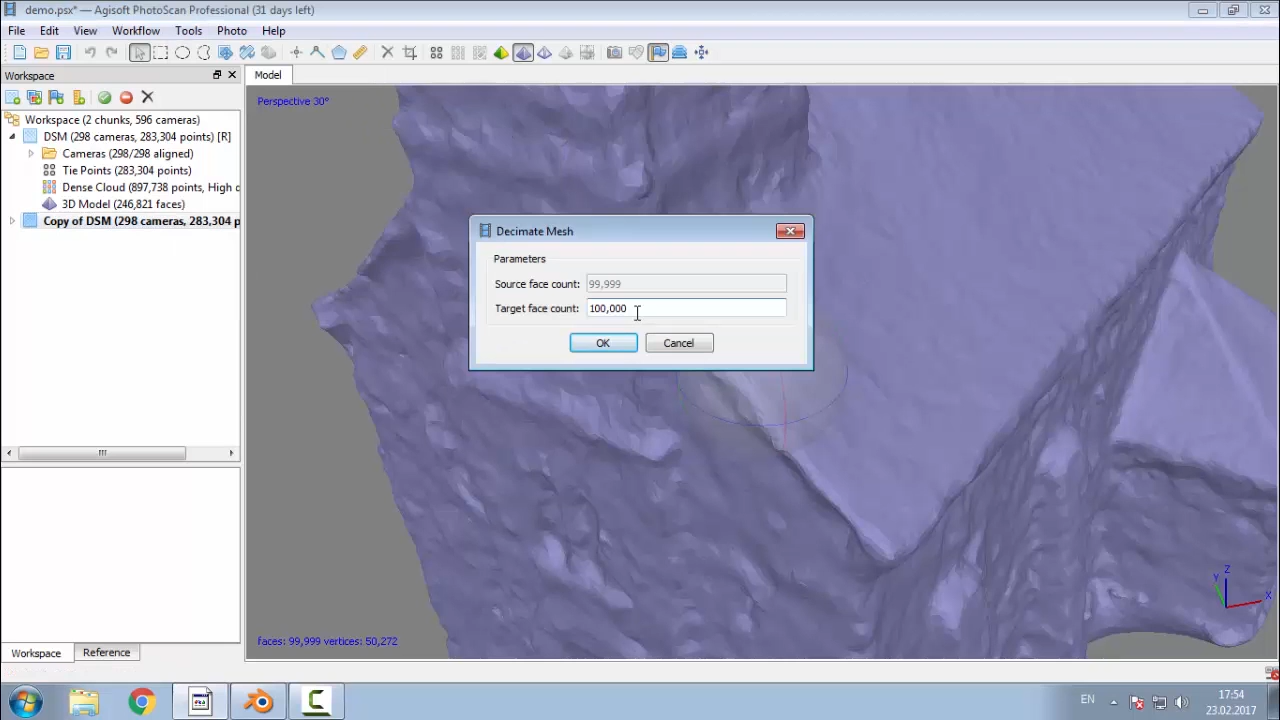 demo.psx* — Agisoft PhotoScan Professional (31 days left)
File Edit View Workflow Tools Photo Help
Workspace
Model
Perspective 30°
Workspace (2 chunks, 596 cameras)
DSM (298 cameras, 283,304 points) [R]
Cameras (298/298 aligned)
Tie Points (283,304 points)
Dense Cloud (897,738 points, High
3D Model (246,821 faces)
Copy of DSM (298 cameras, 283,304 p
Decimate Mesh
Parameters
Source face count: 99,999
Target face count: 100,000
OK Cancel
Z
Y
X
faces: 99,999 vertices: 50,272
Workspace Reference
EN
17:54
23.02.2017